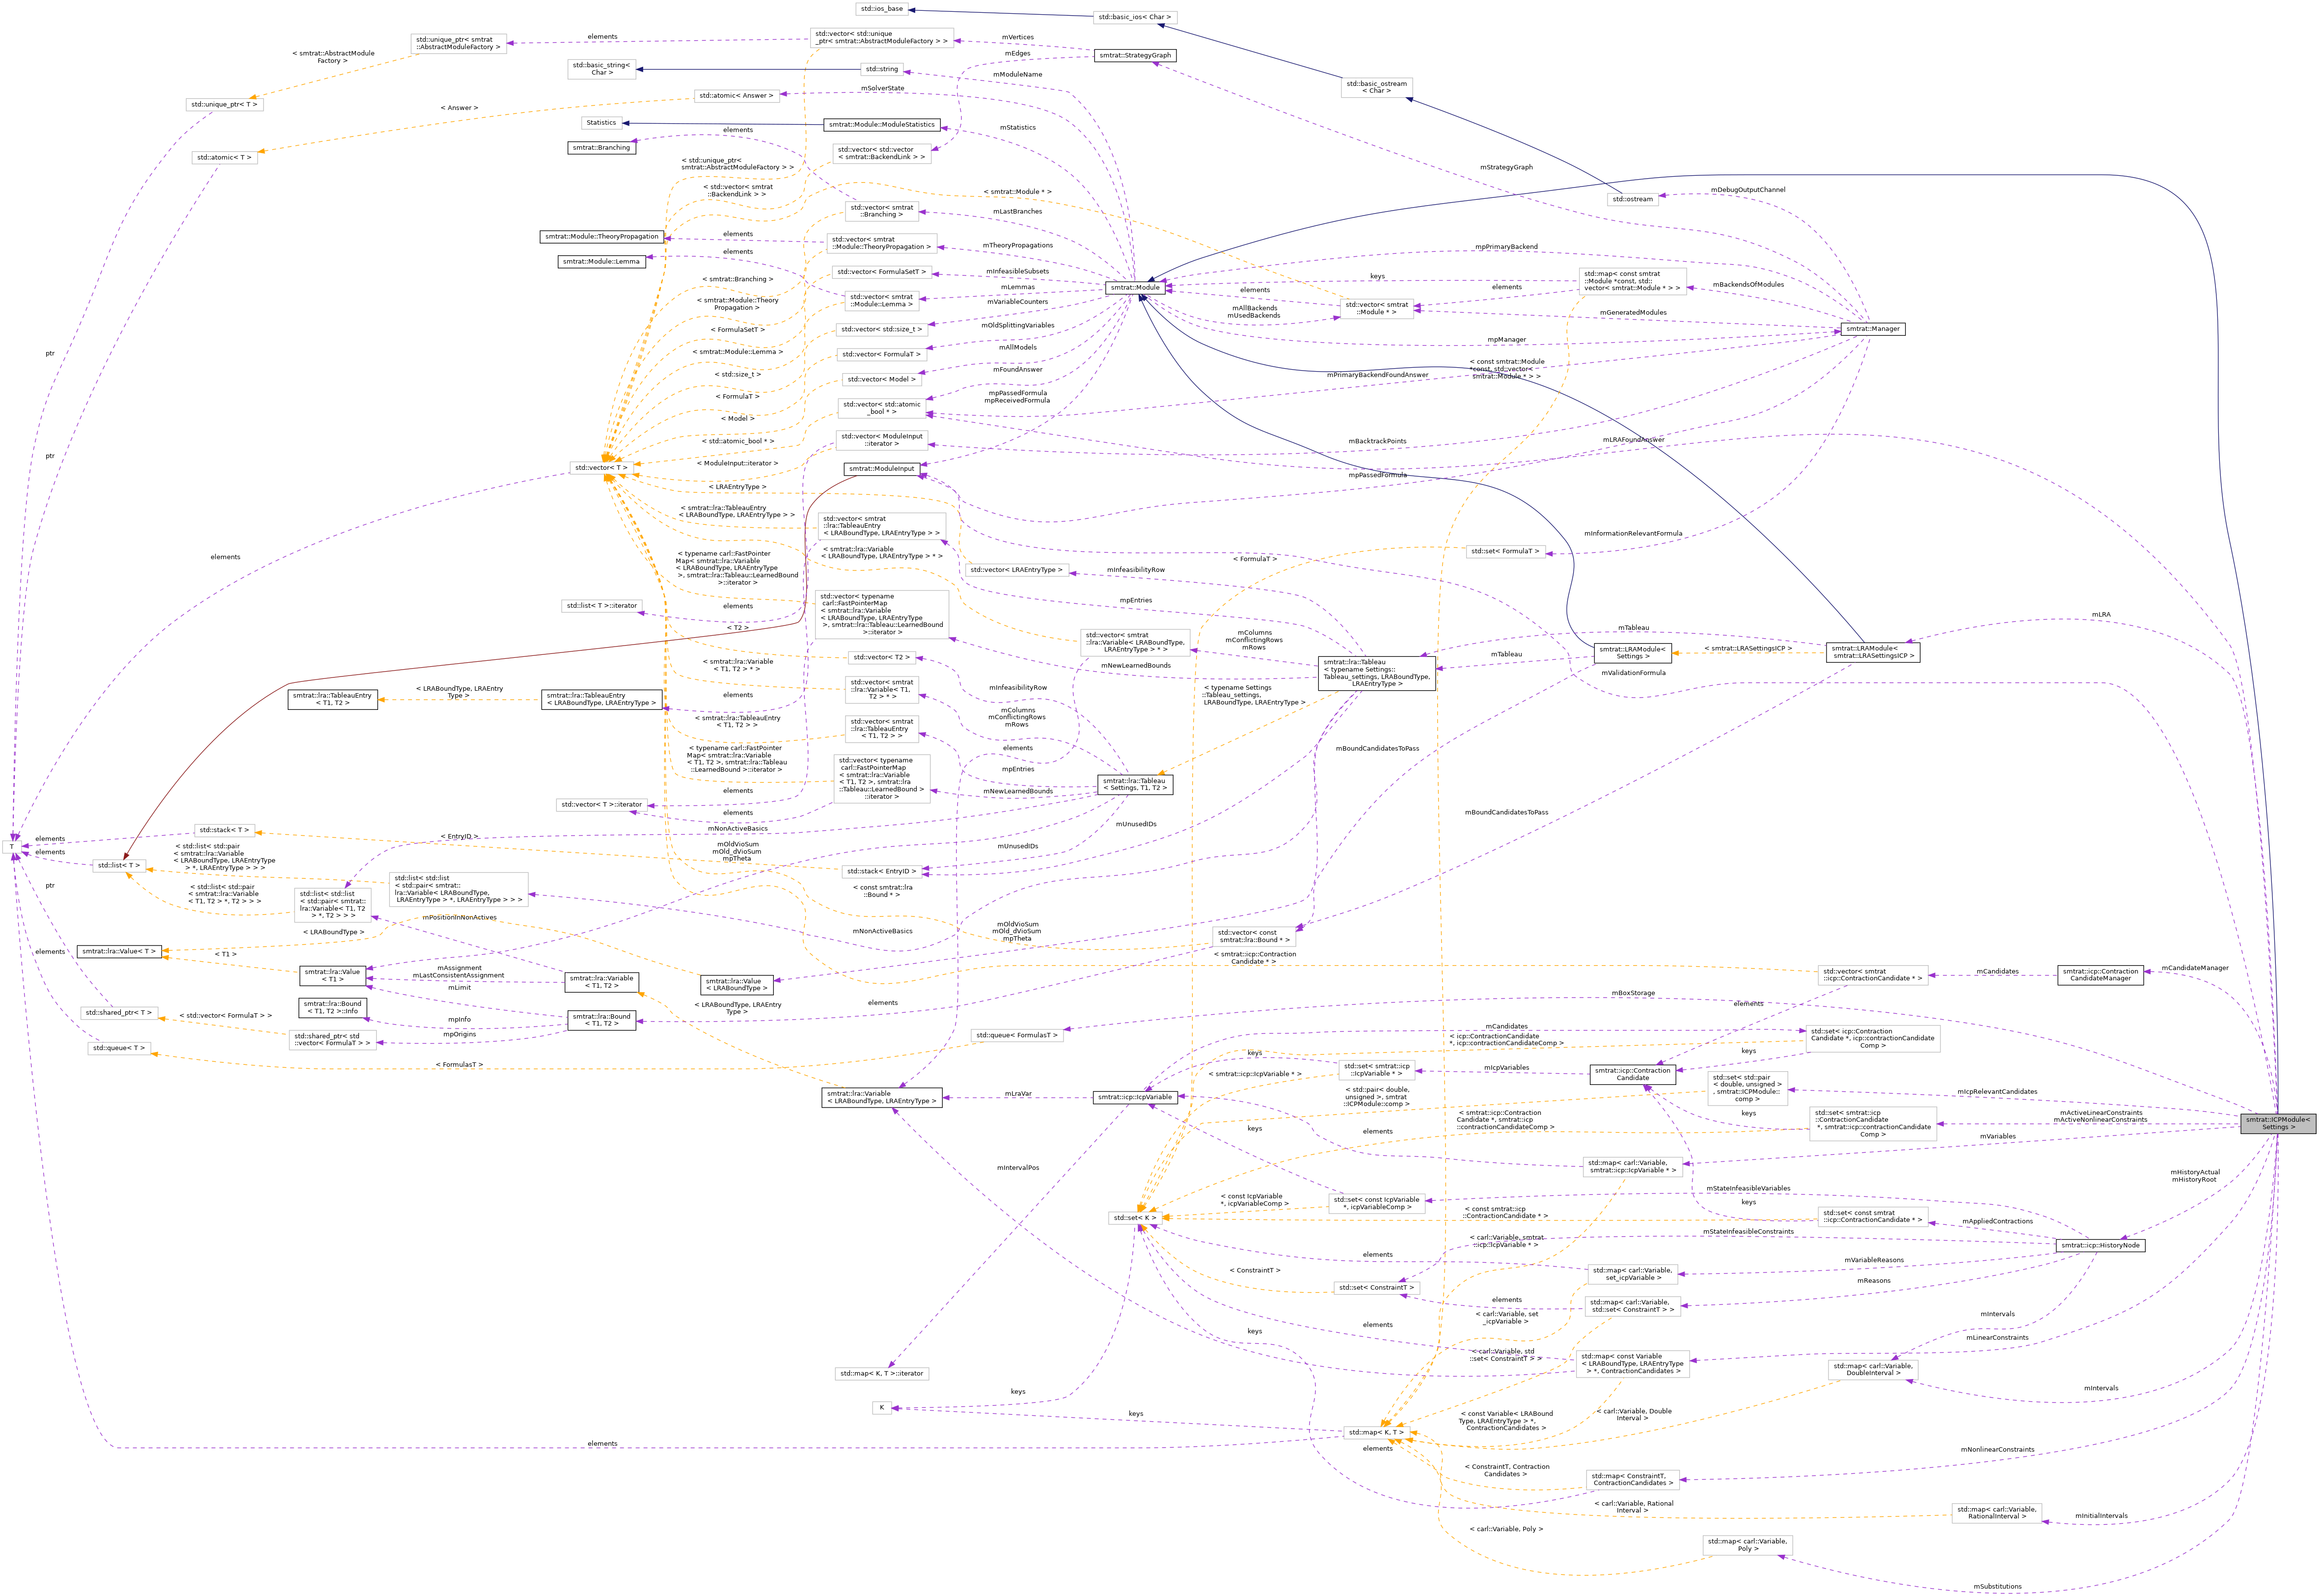 std::ios_base
std::basic_ios< Char >
std::unique_ptr< smtrat
::AbstractModuleFactory >
elements
std::vector< std::unique
_ptr< smtrat::AbstractModuleFactory > >
mVertices
< smtrat::AbstractModule
Factory >
mEdges
smtrat::StrategyGraph
std::basic_string<
Char >
std::string
mModuleName
std::basic_ostream
< Char >
mSolverState
std::atomic< Answer >
std::unique_ptr< T >
< Answer >
Statistics
smtrat::Module::ModuleStatistics
mStatistics
elements
smtrat::Branching
std::vector< std::vector
< smtrat::BackendLink > >
std::atomic< T >
< std::unique_ptr<
smtrat::AbstractModuleFactory > >
mStrategyGraph
< std::vector< smtrat
::BackendLink > >
< smtrat::Module * >
mDebugOutputChannel
std::ostream
std::vector< smtrat
::Branching >
mLastBranches
smtrat::Module::TheoryPropagation
elements
std::vector< smtrat
::Module::TheoryPropagation >
mTheoryPropagations
mpPrimaryBackend
elements
smtrat::Module::Lemma
std::vector< FormulaSetT >
mInfeasibleSubsets
keys
std::map< const smtrat
::Module *const, std::
vector< smtrat::Module * > >
< smtrat::Branching >
mLemmas
smtrat::Module
elements
elements
mBackendsOfModules
< smtrat::Module::Theory
Propagation >
std::vector< smtrat
::Module::Lemma >
mVariableCounters
mAllBackends
mUsedBackends
std::vector< smtrat
::Module * >
mGeneratedModules
< FormulaSetT >
std::vector< std::size_t >
mOldSplittingVariables
smtrat::Manager
mpManager
< smtrat::Module::Lemma >
std::vector< FormulaT >
mAllModels
ptr
< std::size_t >
std::vector< Model >
mFoundAnswer
< const smtrat::Module
*const, std::vector<
smtrat::Module * > >
mPrimaryBackendFoundAnswer
< FormulaT >
std::vector< std::atomic
_bool * >
mpPassedFormula
mpReceivedFormula
< Model >
< std::atomic_bool * >
std::vector< ModuleInput
::iterator >
mBacktrackPoints
mLRAFoundAnswer
ptr
std::vector< T >
< ModuleInput::iterator >
smtrat::ModuleInput
mpPassedFormula
< LRAEntryType >
< smtrat::lra::TableauEntry
< LRABoundType, LRAEntryType > >
std::vector< smtrat
::lra::TableauEntry
< LRABoundType, LRAEntryType > >
mInformationRelevantFormula
elements
< smtrat::lra::Variable
< LRABoundType, LRAEntryType > * >
std::set< FormulaT >
< FormulaT >
< typename carl::FastPointer
Map< smtrat::lra::Variable
< LRABoundType, LRAEntryType
>, smtrat::lra::Tableau::LearnedBound
>::iterator >
std::vector< LRAEntryType >
mInfeasibilityRow
std::list< T >::iterator
elements
std::vector< typename
carl::FastPointerMap
< smtrat::lra::Variable
< LRABoundType, LRAEntryType
>, smtrat::lra::Tableau::LearnedBound
>::iterator >
mpEntries
mLRA
< T2 >
std::vector< smtrat
::lra::Variable< LRABoundType,
LRAEntryType > * >
mColumns
mConflictingRows
mRows
mTableau
smtrat::LRAModule<
Settings >
< smtrat::LRASettingsICP >
smtrat::LRAModule<
smtrat::LRASettingsICP >
std::vector< T2 >
mNewLearnedBounds
mTableau
< smtrat::lra::Variable
< T1, T2 > * >
smtrat::lra::Tableau
< typename Settings::
Tableau_settings, LRABoundType,
LRAEntryType >
mValidationFormula
smtrat::lra::TableauEntry
< T1, T2 >
< LRABoundType, LRAEntry
Type >
smtrat::lra::TableauEntry
< LRABoundType, LRAEntryType >
elements
std::vector< smtrat
::lra::Variable< T1,
T2 > * >
mInfeasibilityRow
< typename Settings
::Tableau_settings,
LRABoundType, LRAEntryType >
< smtrat::lra::TableauEntry
< T1, T2 > >
std::vector< smtrat
::lra::TableauEntry
< T1, T2 > >
mColumns
mConflictingRows
mRows
elements
mBoundCandidatesToPass
< typename carl::FastPointer
Map< smtrat::lra::Variable
< T1, T2 >, smtrat::lra::Tableau
::LearnedBound >::iterator >
std::vector< typename
carl::FastPointerMap
< smtrat::lra::Variable
< T1, T2 >, smtrat::lra
::Tableau::LearnedBound >
::iterator >
mpEntries
smtrat::lra::Tableau
< Settings, T1, T2 >
elements
mNewLearnedBounds
std::vector< T >::iterator
elements
mBoundCandidatesToPass
std::stack< T >
mNonActiveBasics
mUnusedIDs
elements
< EntryID >
T
elements
mOldVioSum
mOld_dVioSum
mpTheta
mUnusedIDs
< std::list< std::pair
< smtrat::lra::Variable
< LRABoundType, LRAEntryType
> *, LRAEntryType > > >
std::list< T >
std::stack< EntryID >
ptr
< std::list< std::pair
< smtrat::lra::Variable
< T1, T2 > *, T2 > > >
std::list< std::list
< std::pair< smtrat::
lra::Variable< T1, T2
> *, T2 > > >
std::list< std::list
< std::pair< smtrat::
lra::Variable< LRABoundType,
LRAEntryType > *, LRAEntryType > > >
< const smtrat::lra
::Bound * >
mPositionInNonActives
mNonActiveBasics
mOldVioSum
mOld_dVioSum
mpTheta
std::vector< const
smtrat::lra::Bound * >
< LRABoundType >
smtrat::lra::Value< T >
elements
< T1 >
< smtrat::icp::Contraction
Candidate * >
smtrat::lra::Value
< T1 >
mAssignment
mLastConsistentAssignment
smtrat::lra::Variable
< T1, T2 >
smtrat::lra::Value
< LRABoundType >
std::vector< smtrat
::icp::ContractionCandidate * >
mCandidates
smtrat::icp::Contraction
CandidateManager
mCandidateManager
mLimit
mBoxStorage
elements
smtrat::lra::Bound
< T1, T2 >::Info
< LRABoundType, LRAEntry
Type >
elements
std::shared_ptr< T >
< std::vector< FormulaT > >
mpInfo
smtrat::lra::Bound
< T1, T2 >
std::shared_ptr< std
::vector< FormulaT > >
mpOrigins
std::queue< FormulasT >
mCandidates
std::set< icp::Contraction
Candidate *, icp::contractionCandidate
Comp >
< icp::ContractionCandidate
*, icp::contractionCandidateComp >
std::queue< T >
keys
keys
< FormulasT >
std::set< smtrat::icp
::IcpVariable * >
mIcpVariables
smtrat::icp::Contraction
Candidate
< smtrat::icp::IcpVariable * >
std::set< std::pair
< double, unsigned >
, smtrat::ICPModule::
comp >
mIcpRelevantCandidates
smtrat::lra::Variable
< LRABoundType, LRAEntryType >
mLraVar
smtrat::icp::IcpVariable
< std::pair< double,
unsigned >, smtrat
::ICPModule::comp >
keys
< smtrat::icp::Contraction
Candidate *, smtrat::icp
::contractionCandidateComp >
std::set< smtrat::icp
::ContractionCandidate
*, smtrat::icp::contractionCandidate
Comp >
mActiveLinearConstraints
mActiveNonlinearConstraints
smtrat::ICPModule<
Settings >
keys
elements
mVariables
mIntervalPos
std::map< carl::Variable,
smtrat::icp::IcpVariable * >
mHistoryActual
mHistoryRoot
< const IcpVariable
*, icpVariableComp >
std::set< const IcpVariable
*, icpVariableComp >
mStateInfeasibleVariables
keys
std::set< K >
< const smtrat::icp
::ContractionCandidate * >
std::set< const smtrat
::icp::ContractionCandidate * >
mAppliedContractions
< carl::Variable, smtrat
::icp::IcpVariable * >
mStateInfeasibleConstraints
smtrat::icp::HistoryNode
elements
mVariableReasons
< ConstraintT >
std::map< carl::Variable,
set_icpVariable >
mReasons
std::set< ConstraintT >
elements
std::map< carl::Variable,
std::set< ConstraintT > >
mIntervals
< carl::Variable, set
_icpVariable >
keys
elements
mLinearConstraints
< carl::Variable, std
::set< ConstraintT > >
std::map< const Variable
< LRABoundType, LRAEntryType
> *, ContractionCandidates >
std::map< carl::Variable,
DoubleInterval >
std::map< K, T >::iterator
keys
mIntervals
K
keys
< const Variable< LRABound
Type, LRAEntryType > *,
ContractionCandidates >
< carl::Variable, Double
Interval >
std::map< K, T >
elements
elements
mNonlinearConstraints
< ConstraintT, Contraction
Candidates >
std::map< ConstraintT,
ContractionCandidates >
< carl::Variable, Rational
Interval >
std::map< carl::Variable,
RationalInterval >
mInitialIntervals
< carl::Variable, Poly >
std::map< carl::Variable,
Poly >
mSubstitutions